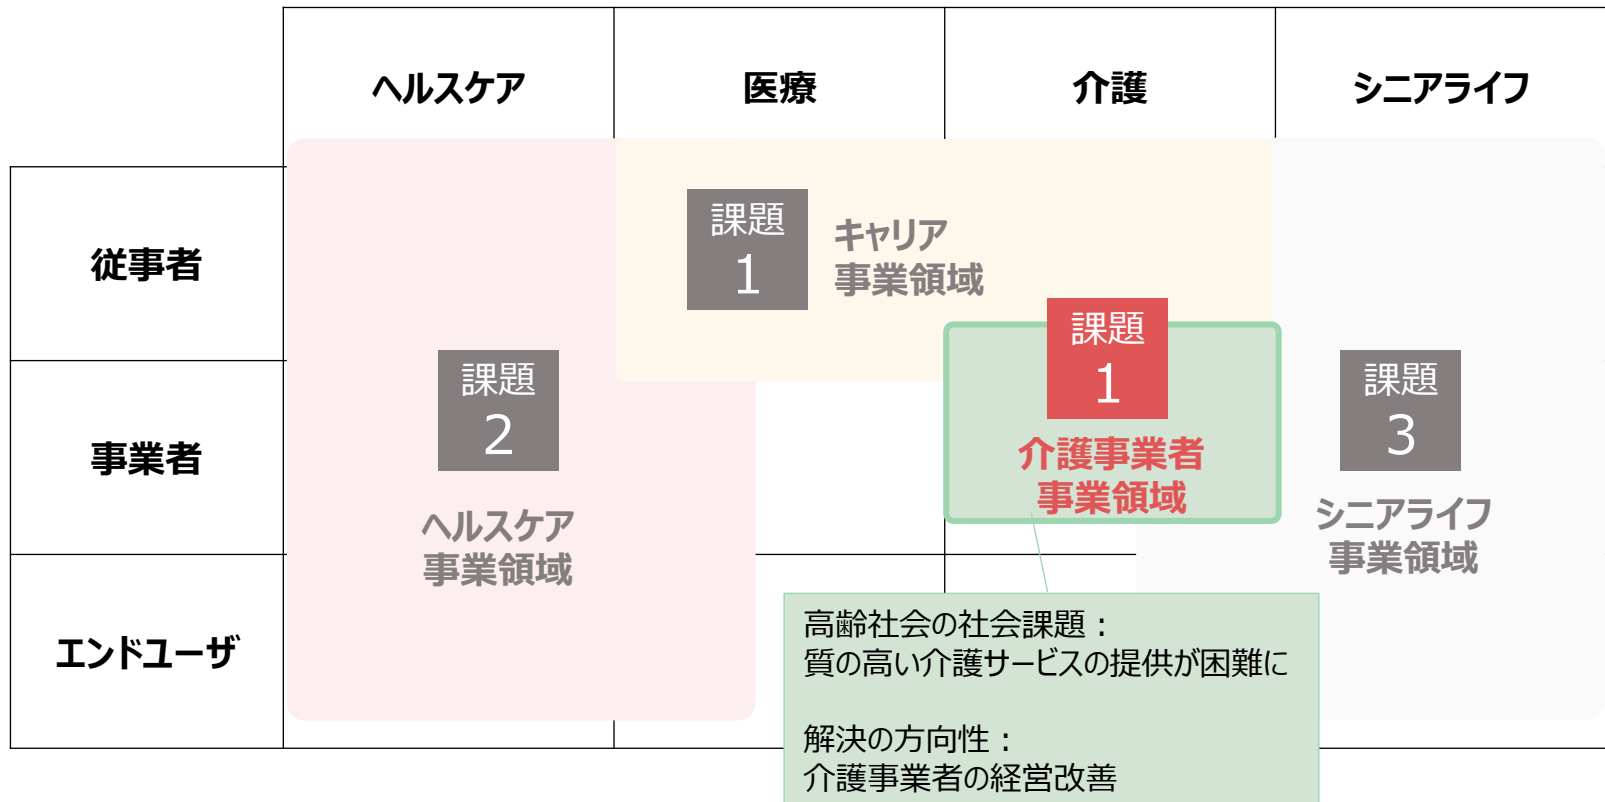 ヘルスケア
医療
介護
シニアライフ
従事者
課題
1
キャリア
事業領域
事業者
課題
2
ヘルスケア
事業領域
課題
1
介護事業者
事業領域
課題
3
シニアライフ
事業領域
エンドユーザ
高齢社会の社会課題：
質の高い介護サービスの提供が困難に
解決の方向性：
介護事業者の経営改善